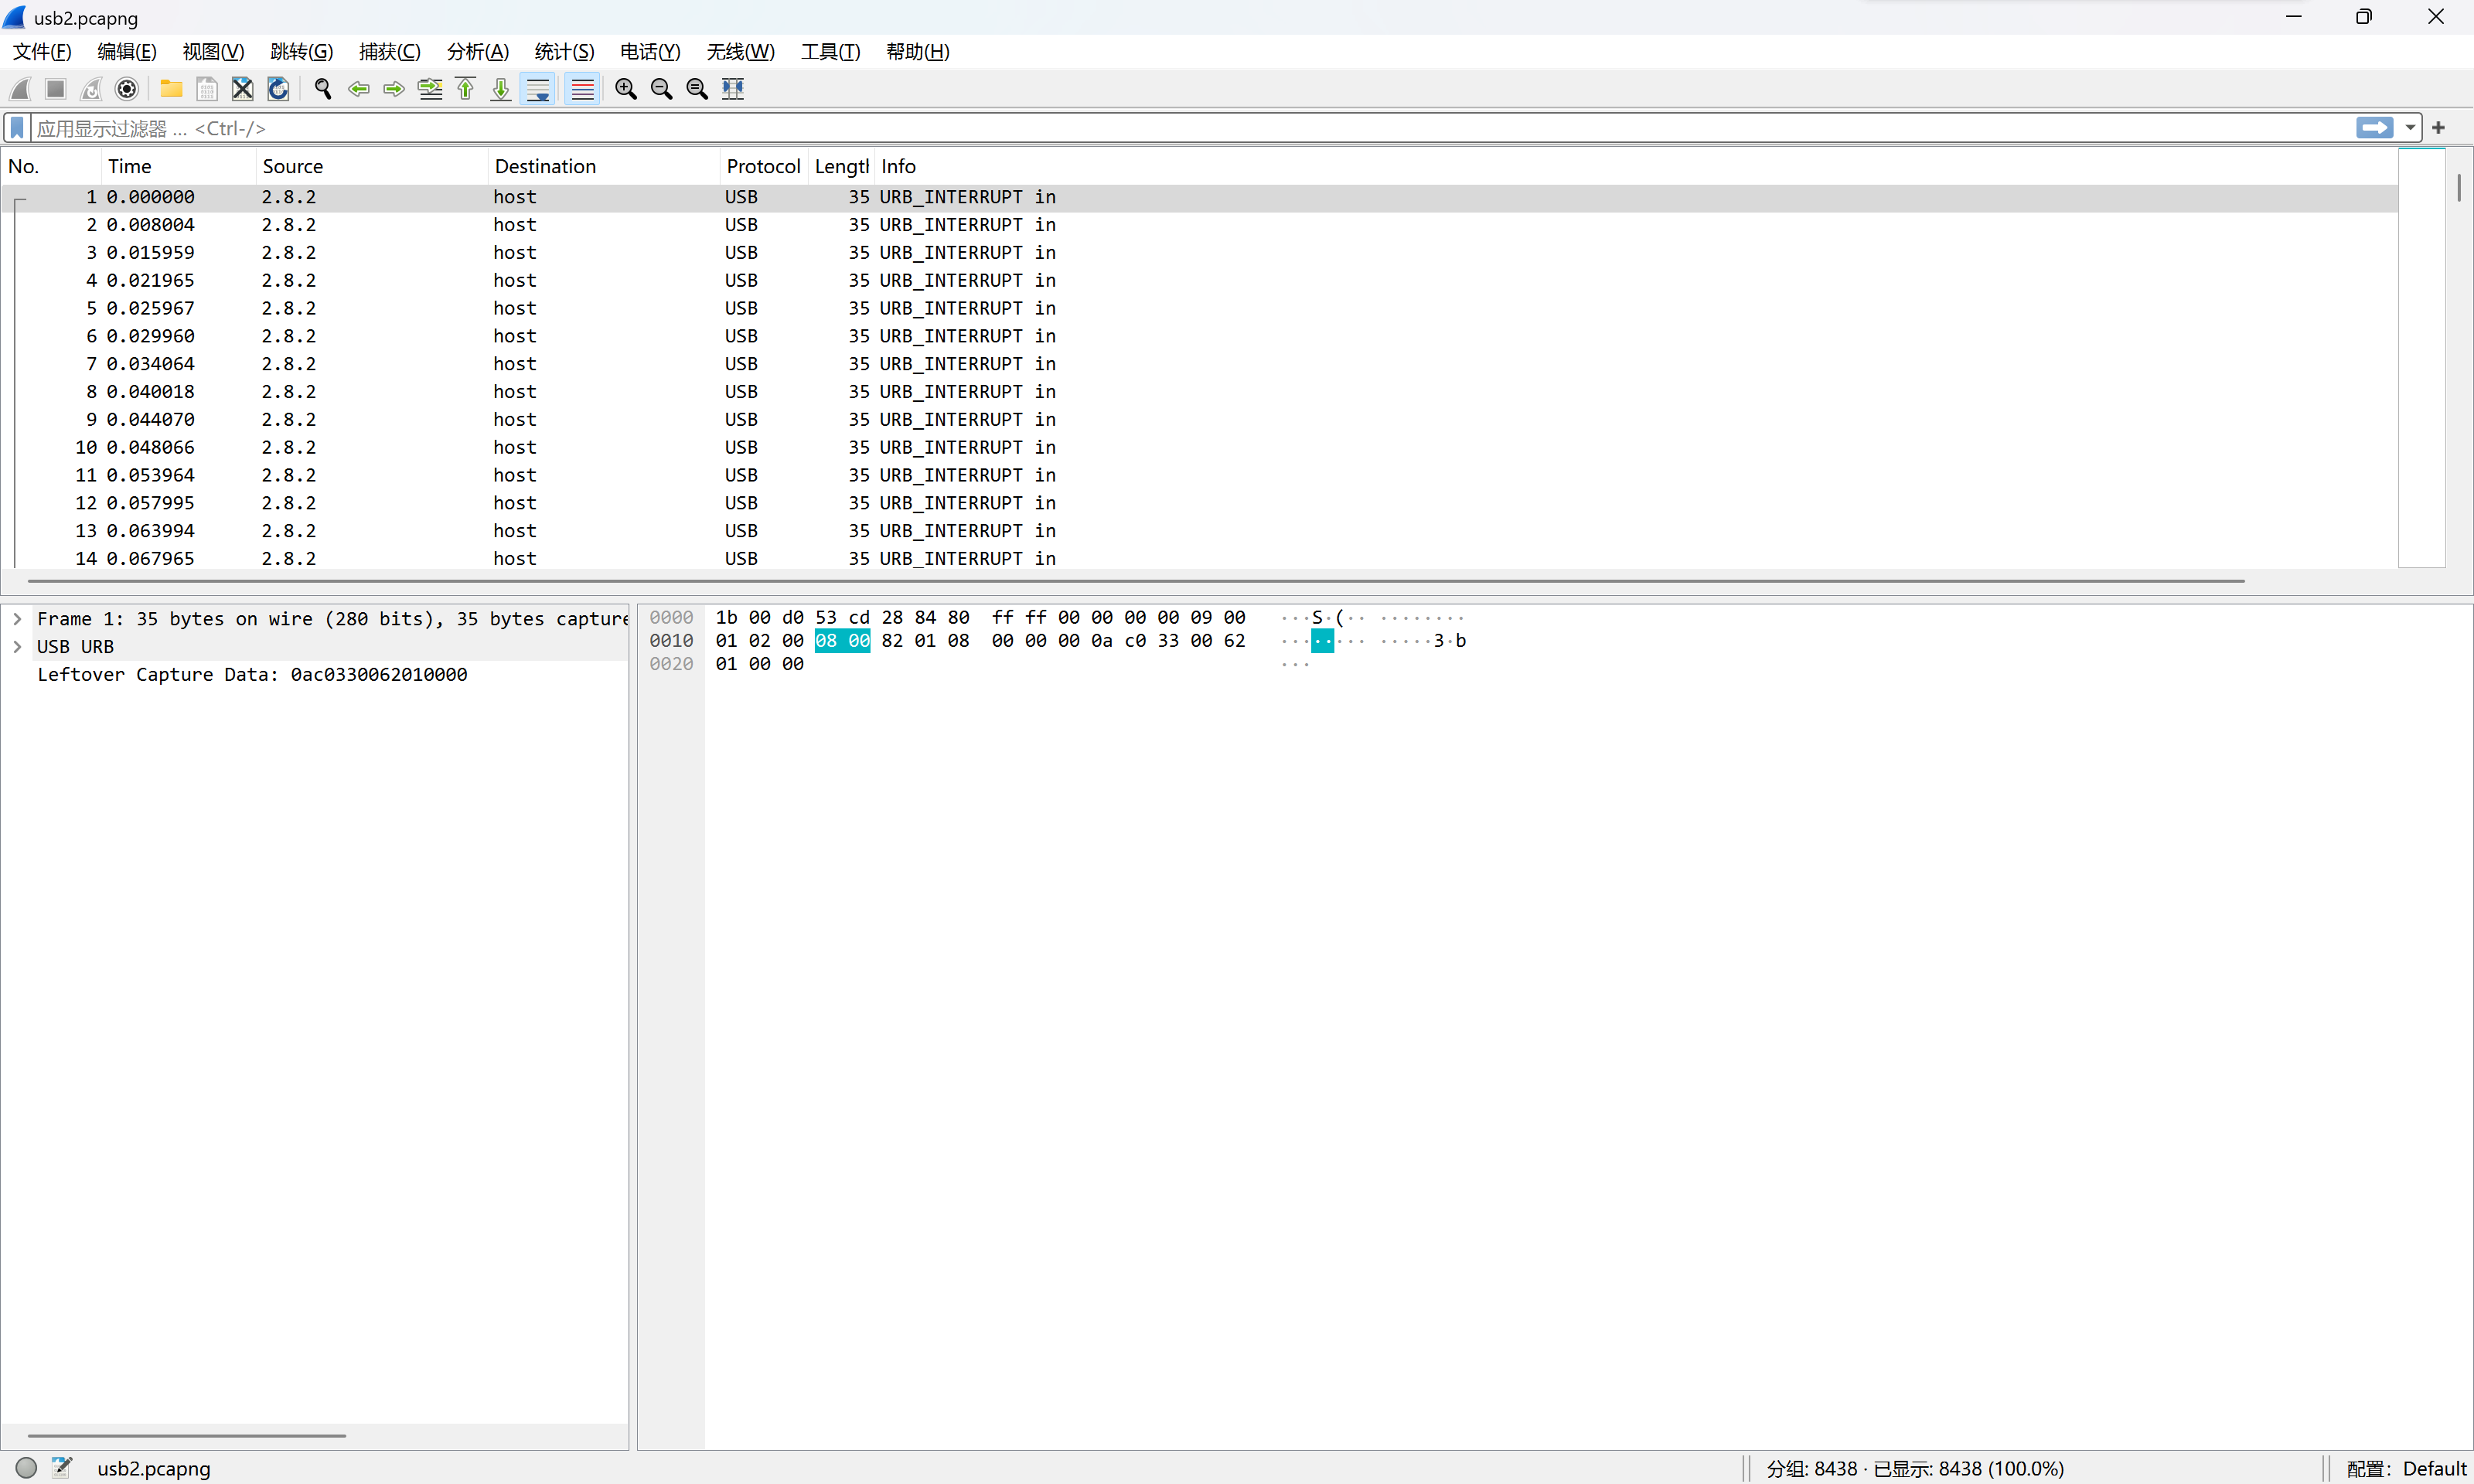 usb2.pcapng
文件(F) 编辑(E) 视图(V) 跳转(G) 捕获(C) 分析(A) 统计(S) 电话(Y) 无线(W) 工具(T) 帮助(H)
应用显示过滤器 … <Ctrl-/>
No. Time Source Destination Protocol Lengtl Info
1 0.000000 2.8.2 host USB 35 URB_INTERRUPT in
2 0.008004 2.8.2 host USB 35 URB_INTERRUPT in
3 0.015959 2.8.2 host USB 35 URB_INTERRUPT in
4 0.021965 2.8.2 host USB 35 URB_INTERRUPT in
5 0.025967 2.8.2 host USB 35 URB_INTERRUPT in
6 0.029960 2.8.2 host USB 35 URB_INTERRUPT in
7 0.034064 2.8.2 host USB 35 URB_INTERRUPT in
8 0.040018 2.8.2 host USB 35 URB_INTERRUPT in
9 0.044070 2.8.2 host USB 35 URB_INTERRUPT in
10 0.048066 2.8.2 host USB 35 URB_INTERRUPT in
11 0.053964 2.8.2 host USB 35 URB_INTERRUPT in
12 0.057995 2.8.2 host USB 35 URB_INTERRUPT in
13 0.063994 2.8.2 host USB 35 URB_INTERRUPT in
14 0.067965 2.8.2 host USB 35 URB_INTERRUPT in
Frame 1: 35 bytes on wire (280 bits), 35 bytes capture
USB URB
Leftover Capture Data: 0ac0330062010000
0000 1b 00 d0 53 cd 28 84 80 ff ff 00 00 00 00 09 00 ···S·(·· ········
0010 01 02 00 08 00 82 01 08 00 00 00 0a c0 33 00 62 ········ ·····3·b
0020 01 00 00 ···
usb2.pcapng 分组: 8438 · 已显示: 8438 (100.0%) 配置: Default